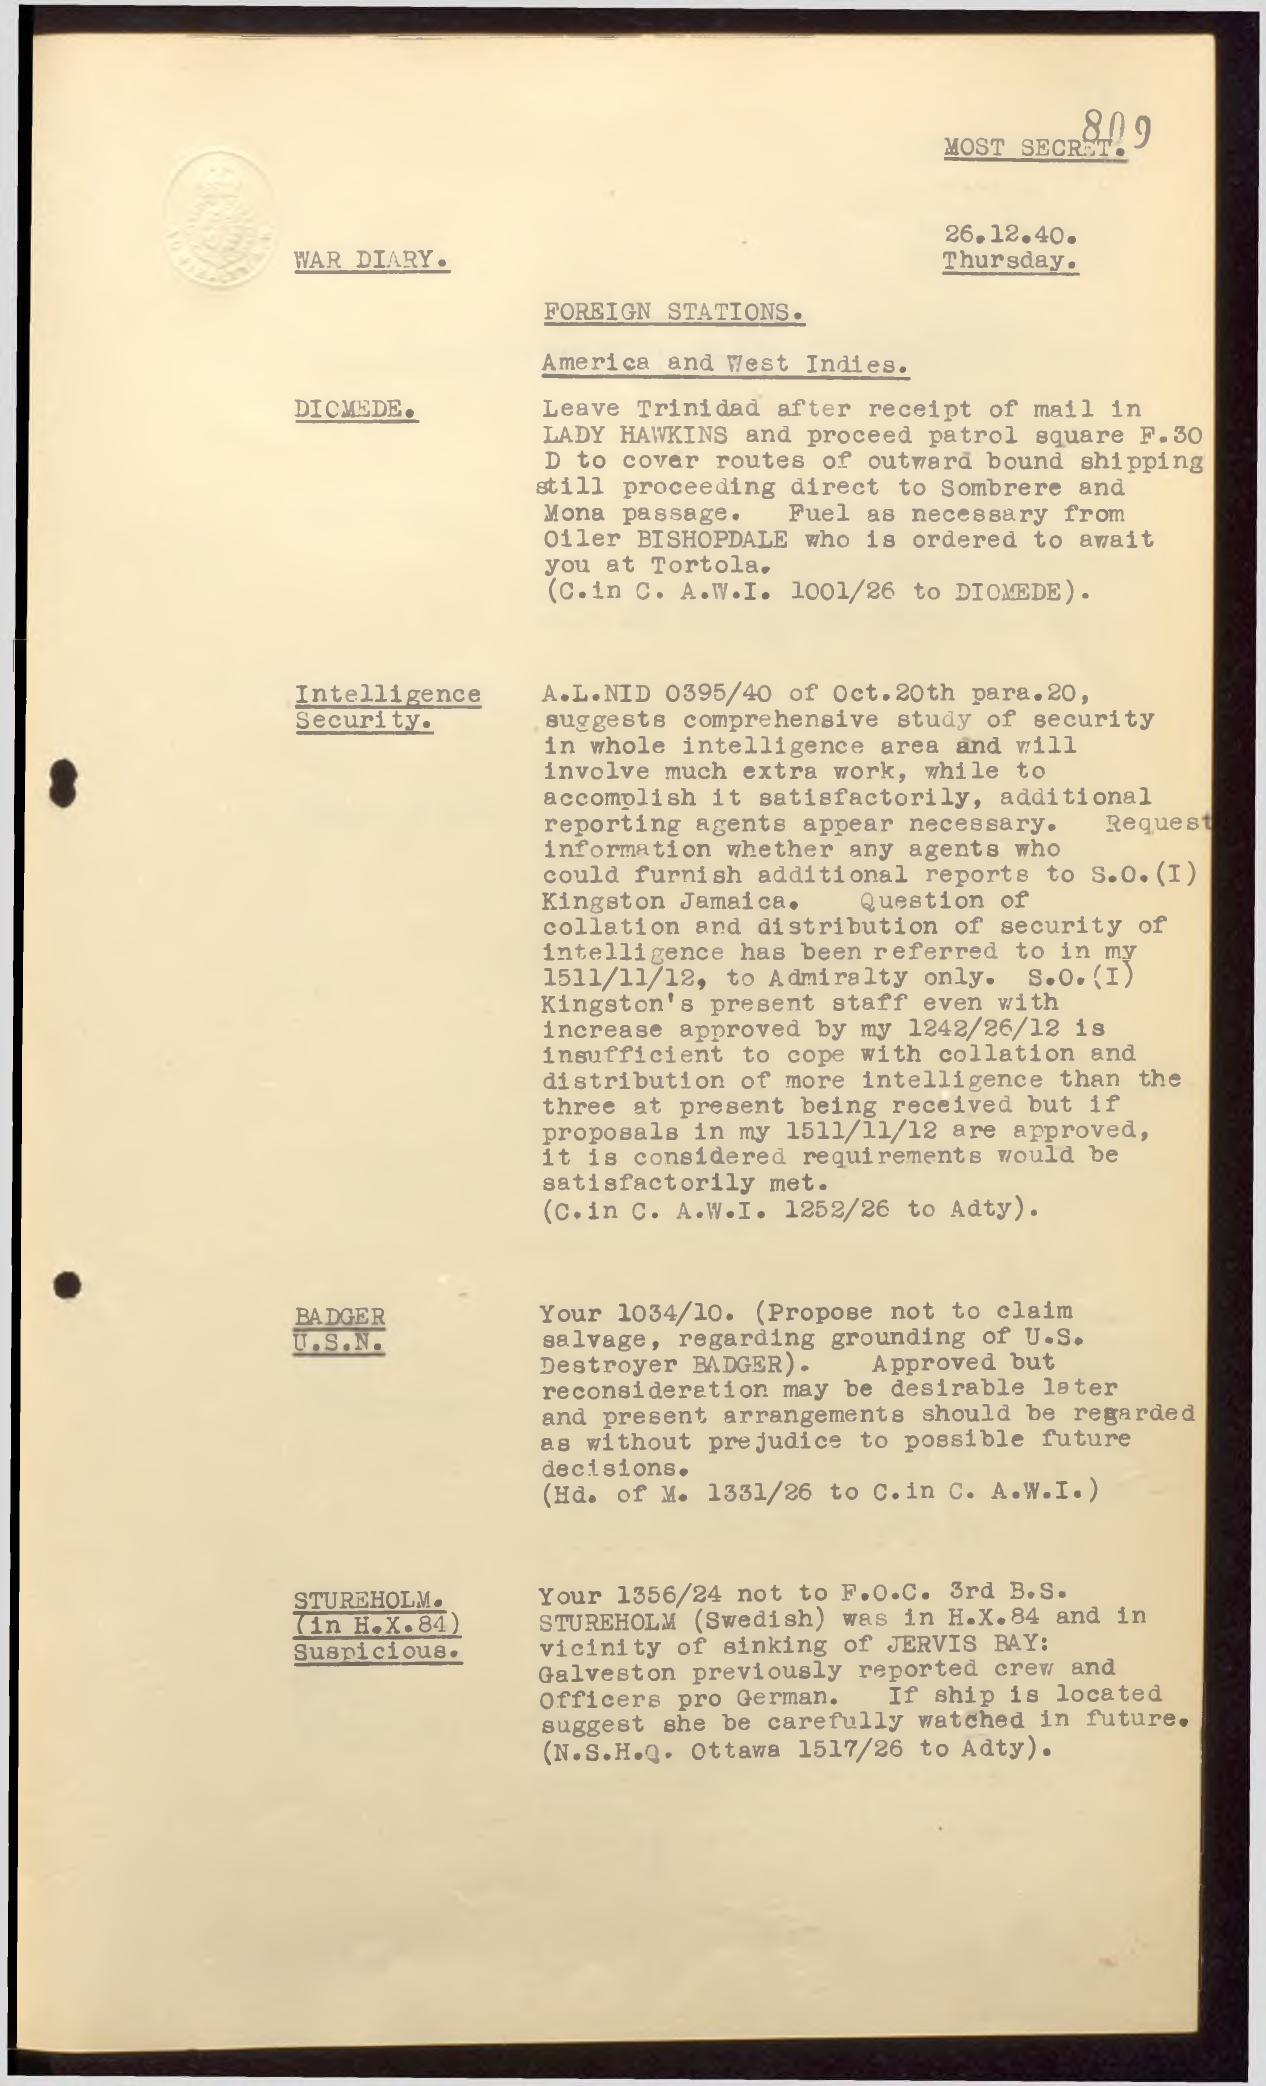 809
MOST SECRET.
26.12.40.
WAR DIARY.
Thursday.
FOREIGN STATIONS.
America and West Indies.
DIOMEDE.
Leave Trinidad after receipt of mail in
LADY HAWKINS and proceed patrol square F.30
D to cover routes of outward bound shipping
still proceeding direct to Sombrere and
Mona passage. Fuel as necessary from
Oiler BISHOPDALE who is ordered to await
you at Tortola.
(C.in C. A.W.I. 1001/26 to DIOMEDE).
Intelligence
Security.
A.L.NID 0395/40 of Oct.20th para.20,
suggests comprehensive study of security
in whole intelligence area and will
involve much extra work, while to
accomplish it satisfactorily, additional
reporting agents appear necessary. Request
information whether any agents who
could furnish additional reports to S.O.(I)
Kingston Jamaica. Question of
collation and distribution of security of
intelligence has been referred to in my
1511/11/12, to Admiralty only. S.O.(I)
Kingston's present staff even with
increase approved by my 1242/26/12 is
insufficient to cope with collation and
distribution of more intelligence than the
three at present being received but if
proposals in my 1511/11/12 are approved,
it is considered requirements would be
satisfactorily met.
(C.in C. A.W.I. 1252/26 to Adty).
BADGER
U.S.N.
Your 1034/10. (Propose not to claim
salvage, regarding grounding of U.S.
Destroyer BADGER). Approved but
reconsideration may be desirable later
and present arrangements should be regarded
as without prejudice to possible future
decisions.
(Hd. of M. 1331/26 to C.in C. A.W.I.)
STUREHOLM.
(in H.X.84)
Suspicious.
Your 1356/24 not to F.O.C. 3rd B.S.
STUREHOLM (Swedish) was in H.X.84 and in
vicinity of sinking of JERVIS BAY:
Galveston previously reported crew and
Officers pro German. If ship is located
suggest she be carefully watched in future.
(N.S.H.Q. Ottawa 1517/26 to Adty).